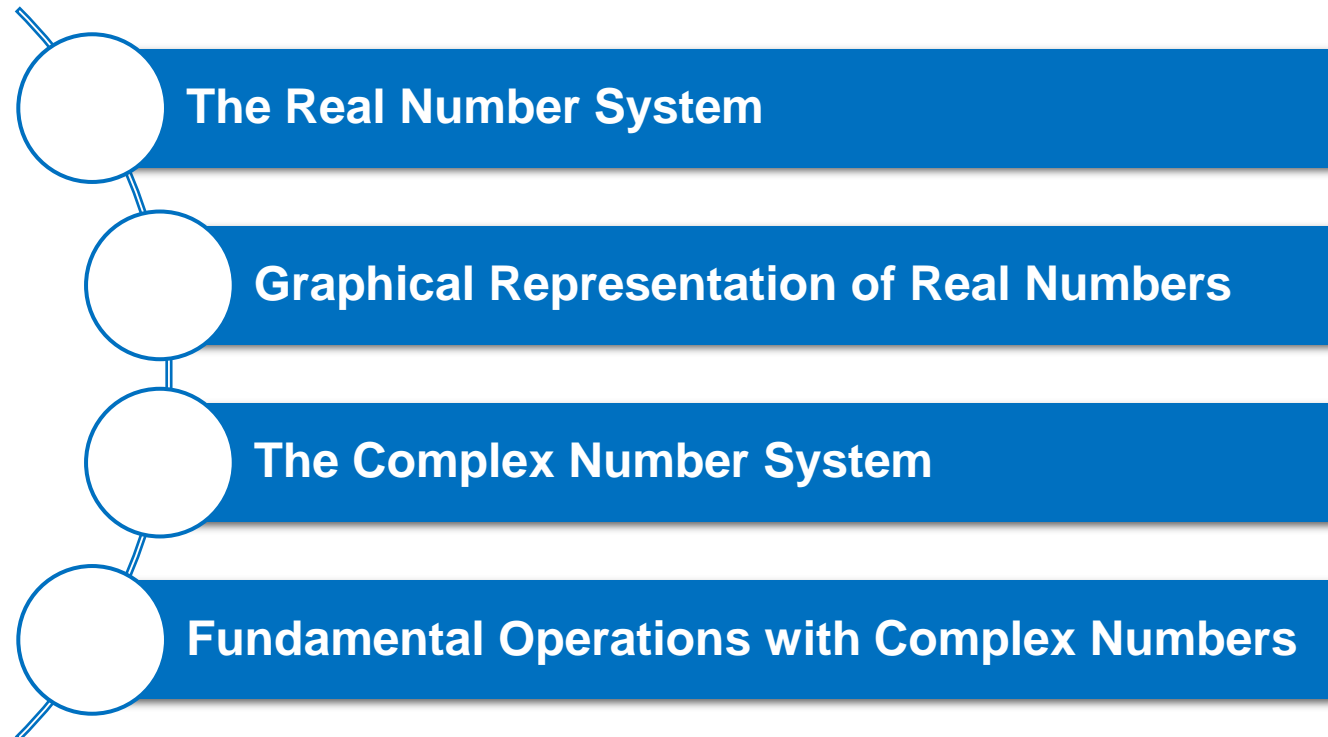 The Real Number System
Graphical Representation of Real Numbers
The Complex Number System
Fundamental Operations with Complex Numbers